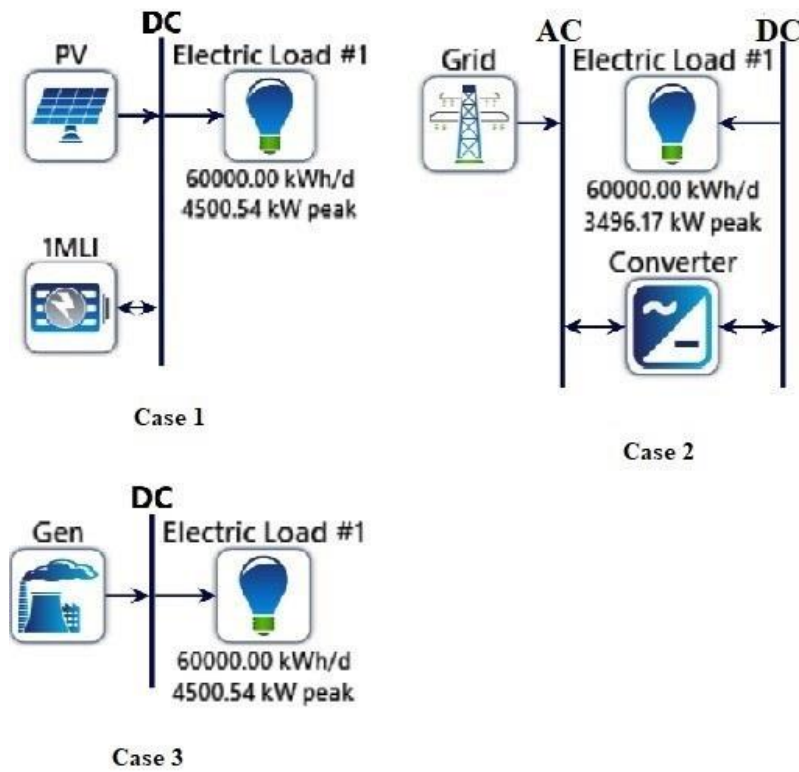 DC
PV
Electric Load #1
60000.00 kWh/d
4500.54 kW peak
1MLI
Case 1
AC
DC
Grid
Electric Load #1
60000.00 kWh/d
3496.17 kW peak
Converter
Case 2
DC
Gen
Electric Load #1
60000.00 kWh/d
4500.54 kW peak
Case 3